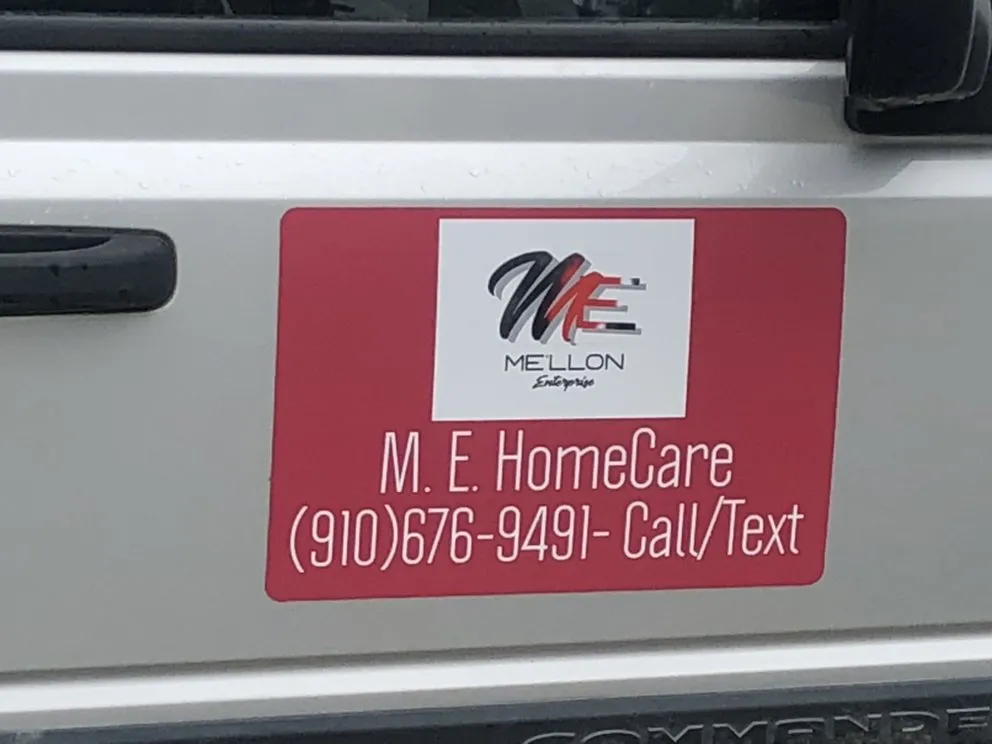 ME
ME'LLON
Enterprise
M. E. HomeCare
(910)676-9491- Call/Text